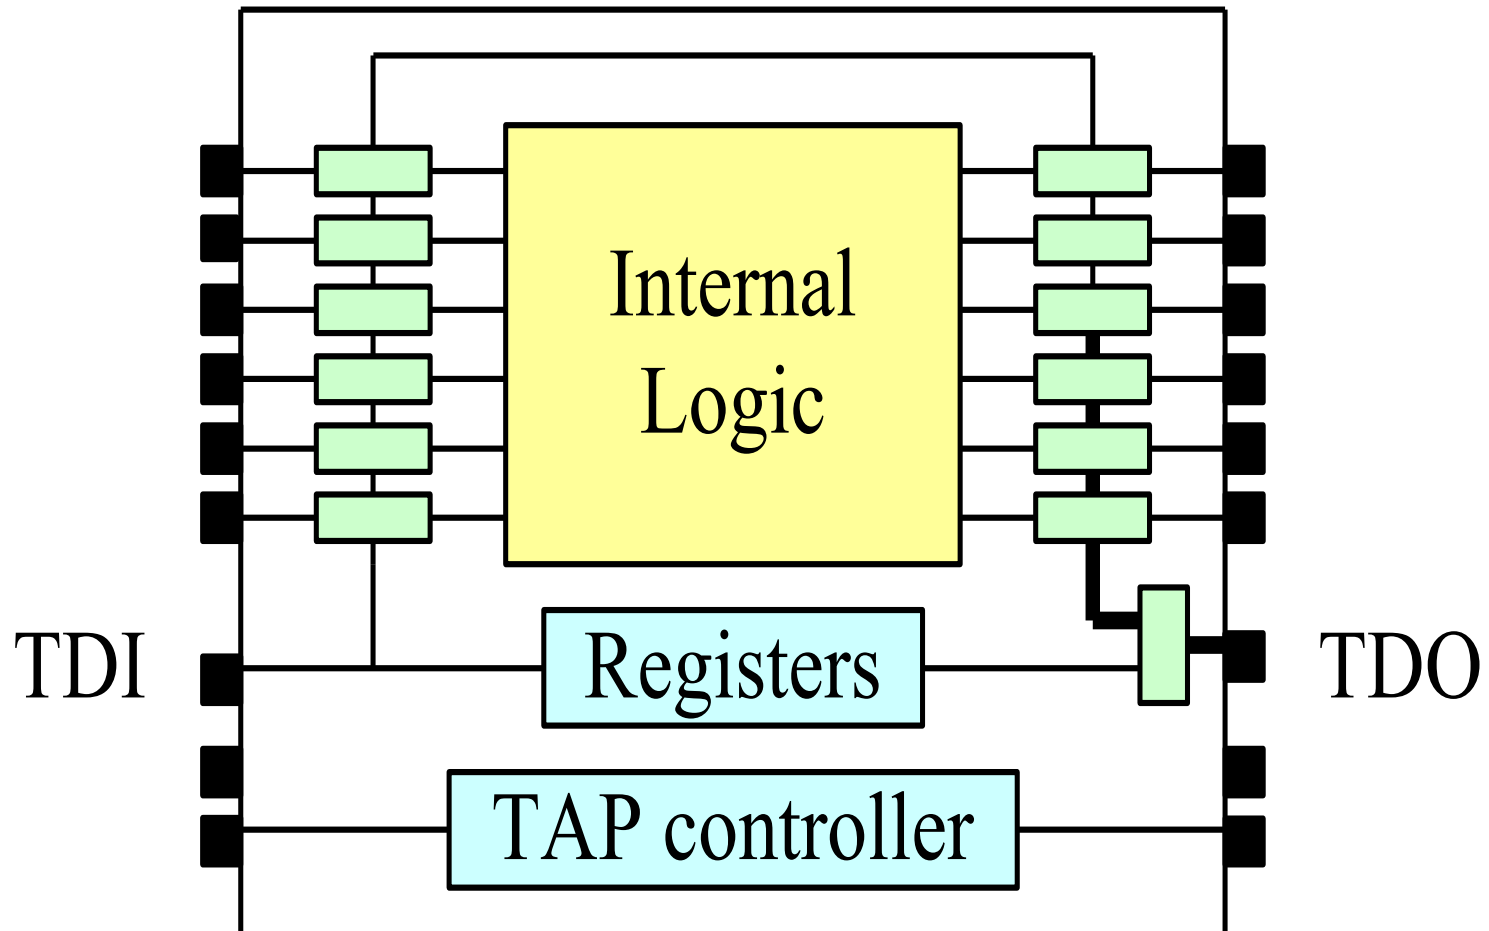 Internal
Logic
TDI
Registers
TDO
TAP controller